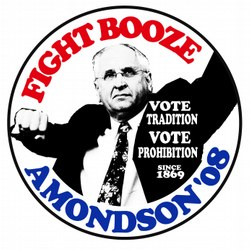 FIGHT BOOZE
VOTE
TRADITION
VOTE
PROHIBITION
SINCE
1869
AMONDSON '08